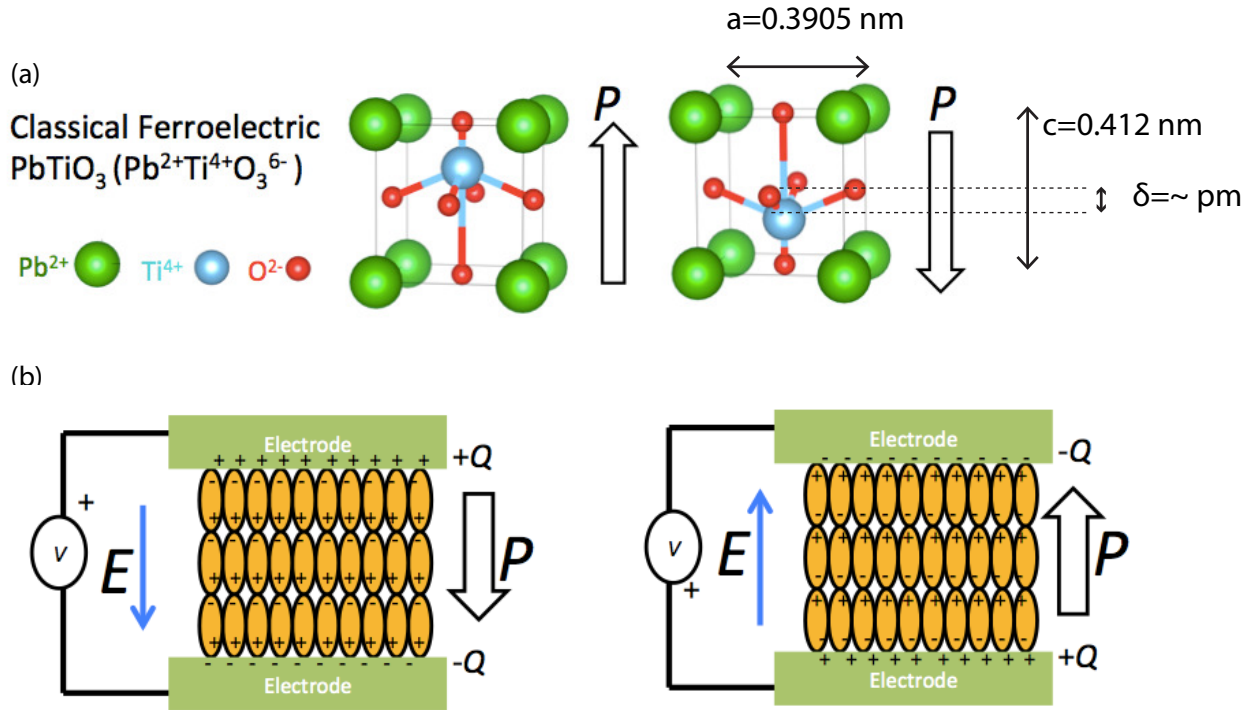 a=0.3905 nm
(a)
Classical Ferroelectric
PbTiO₃ (Pb²⁺Ti⁴⁺O₃⁶⁻)
P
P
c=0.412 nm
δ=~ pm
Pb²⁺
Ti⁴⁺
O²⁻
(b)
Electrode
+ + + + + + + + + +
+Q
+
v
E
P
-Q
Electrode
Electrode
-Q
v
+
E
P
+Q
Electrode